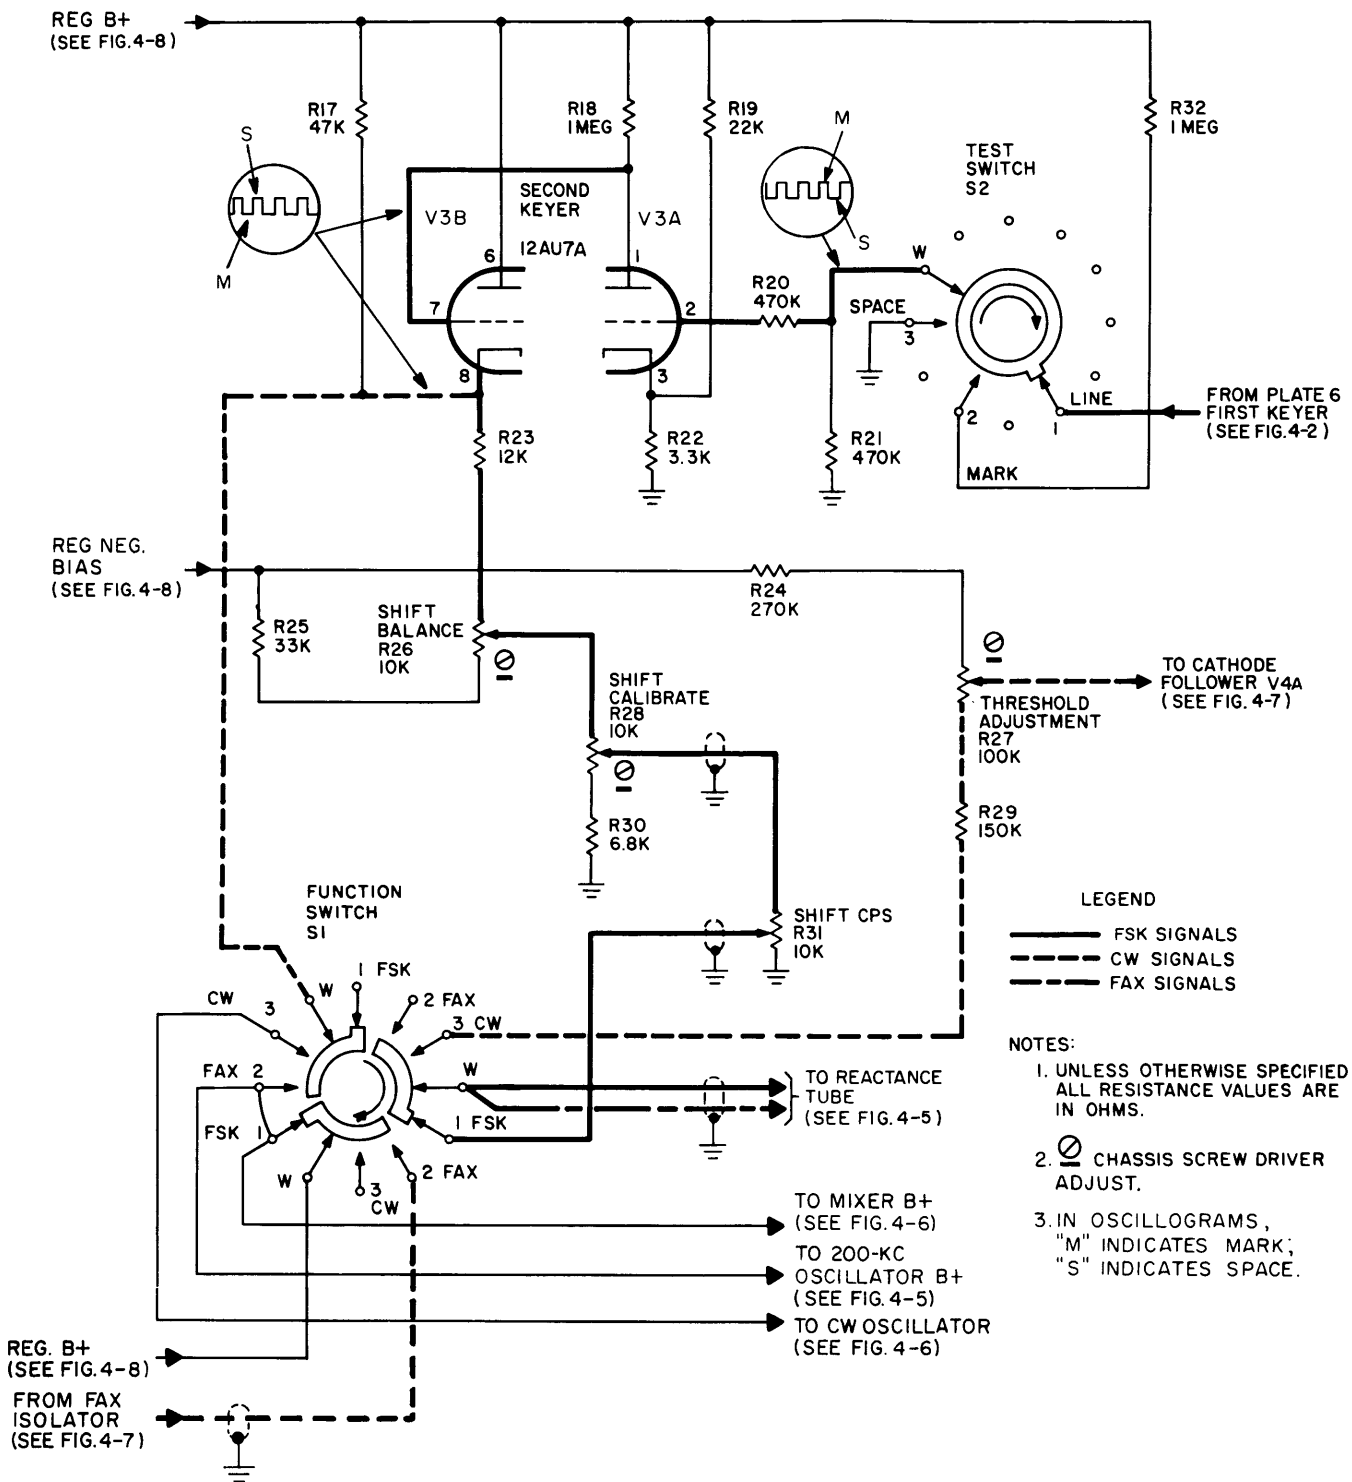 REG B+
(SEE FIG.4-8)
R17
47K
R18
1MEG
R19
22K
R32
1 MEG
S
M
M
S
TEST
SWITCH
S2
SECOND
KEYER
V3B
V3A
12AU7A
6
1
7
2
8
3
R20
470K
W
SPACE
3
2
LINE
1
MARK
FROM PLATE 6
FIRST KEYER
(SEE FIG.4-2)
R23
12K
R22
3.3K
R21
470K
REG NEG.
BIAS
(SEE FIG.4-8)
R24
270K
R25
33K
SHIFT
BALANCE
R26
10K
SHIFT
CALIBRATE
R28
10K
TO CATHODE
FOLLOWER V4A
(SEE FIG. 4-7)
THRESHOLD
ADJUSTMENT
R27
100K
R30
6.8K
R29
150K
FUNCTION
SWITCH
S1
SHIFT CPS
R31
10K
LEGEND
FSK SIGNALS
CW SIGNALS
FAX SIGNALS
1 FSK
W
CW 3
2 FAX
3 CW
FAX 2
W
FSK 1
1 FSK
W
3
CW
2 FAX
TO REACTANCE
TUBE
(SEE FIG.4-5)
TO MIXER B+
(SEE FIG.4-6)
TO 200-KC
OSCILLATOR B+
(SEE FIG.4-5)
TO CW OSCILLATOR
(SEE FIG.4-6)
NOTES:
1. UNLESS OTHERWISE SPECIFIED
ALL RESISTANCE VALUES ARE
IN OHMS.
2. CHASSIS SCREW DRIVER
ADJUST.
3. IN OSCILLOGRAMS,
"M" INDICATES MARK;
"S" INDICATES SPACE.
REG. B+
(SEE FIG.4-8)
FROM FAX
ISOLATOR
(SEE FIG.4-7)